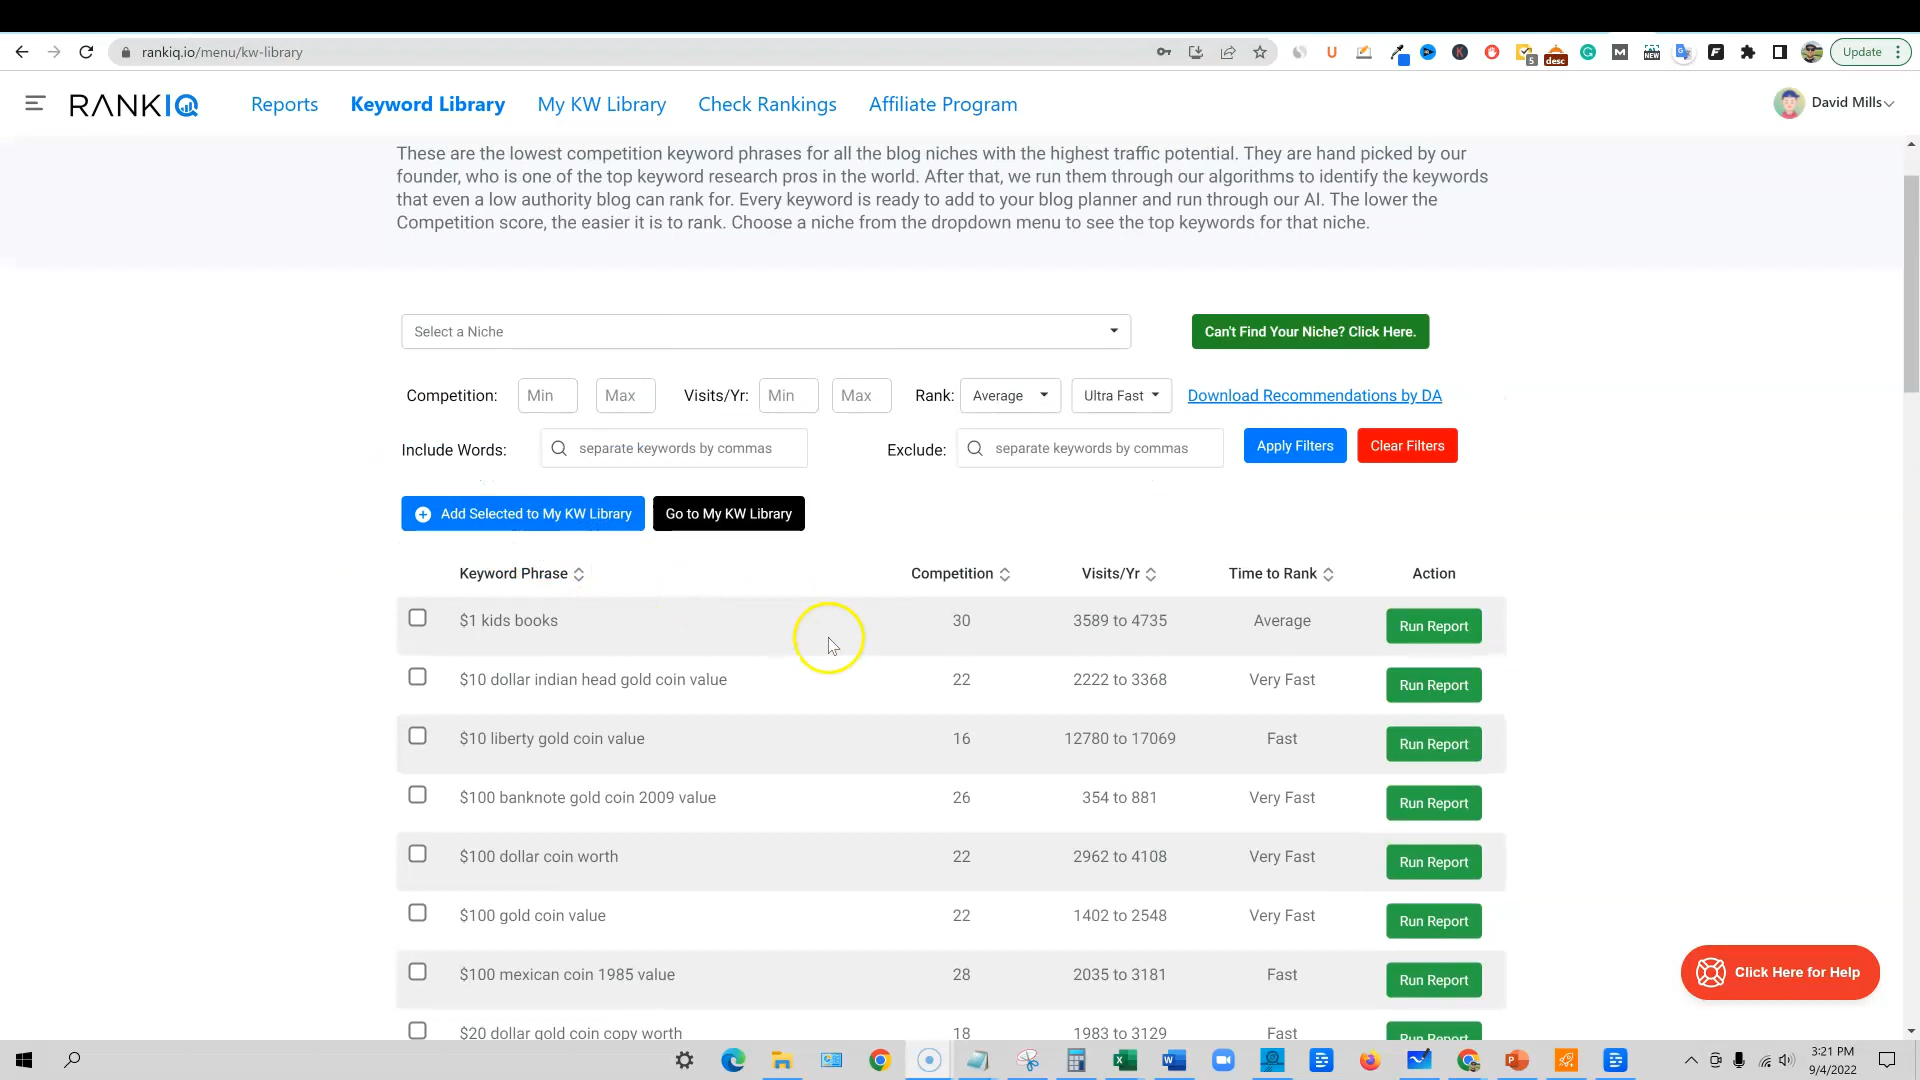 rankiq.io/menu/kw-library
5
desc
NEW
Update
RANKIQ
Reports
Keyword Library
My KW Library
Check Rankings
Affiliate Program
David Mills
These are the lowest competition keyword phrases for all the blog niches with the highest traffic potential. They are hand picked by our
founder, who is one of the top keyword research pros in the world. After that, we run them through our algorithms to identify the keywords
that even a low authority blog can rank for. Every keyword is ready to add to your blog planner and run through our AI. The lower the
Competition score, the easier it is to rank. Choose a niche from the dropdown menu to see the top keywords for that niche.
Select a Niche
Can't Find Your Niche? Click Here.
Competition: Min Max Visits/Yr: Min Max Rank: Average Ultra Fast Download Recommendations by DA
Include Words: separate keywords by commas Exclude: separate keywords by commas Apply Filters Clear Filters
Add Selected to My KW Library Go to My KW Library
Keyword Phrase Competition Visits/Yr Time to Rank Action
$1 kids books 30 3589 to 4735 Average Run Report
$10 dollar indian head gold coin value 22 2222 to 3368 Very Fast Run Report
$10 liberty gold coin value 16 12780 to 17069 Fast Run Report
$100 banknote gold coin 2009 value 26 354 to 881 Very Fast Run Report
$100 dollar coin worth 22 2962 to 4108 Very Fast Run Report
$100 gold coin value 22 1402 to 2548 Very Fast Run Report
$100 mexican coin 1985 value 28 2035 to 3181 Fast Run Report
$20 dollar gold coin copy worth 18 1983 to 3129 Fast Run Report
Click Here for Help
3:21 PM
9/4/2022